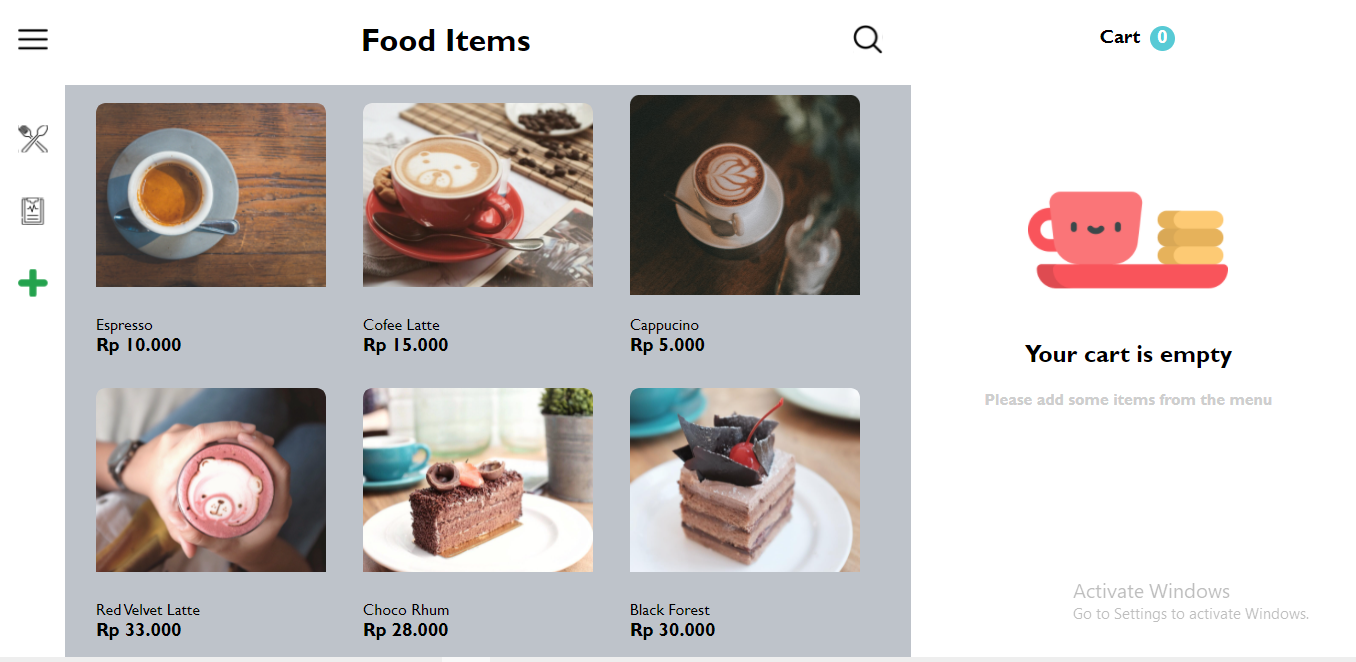 Food Items
Cart 0
Espresso
Rp 10.000
Cofee Latte
Rp 15.000
Cappucino
Rp 5.000
Red Velvet Latte
Rp 33.000
Choco Rhum
Rp 28.000
Black Forest
Rp 30.000
Your cart is empty
Please add some items from the menu
Activate Windows
Go to Settings to activate Windows.